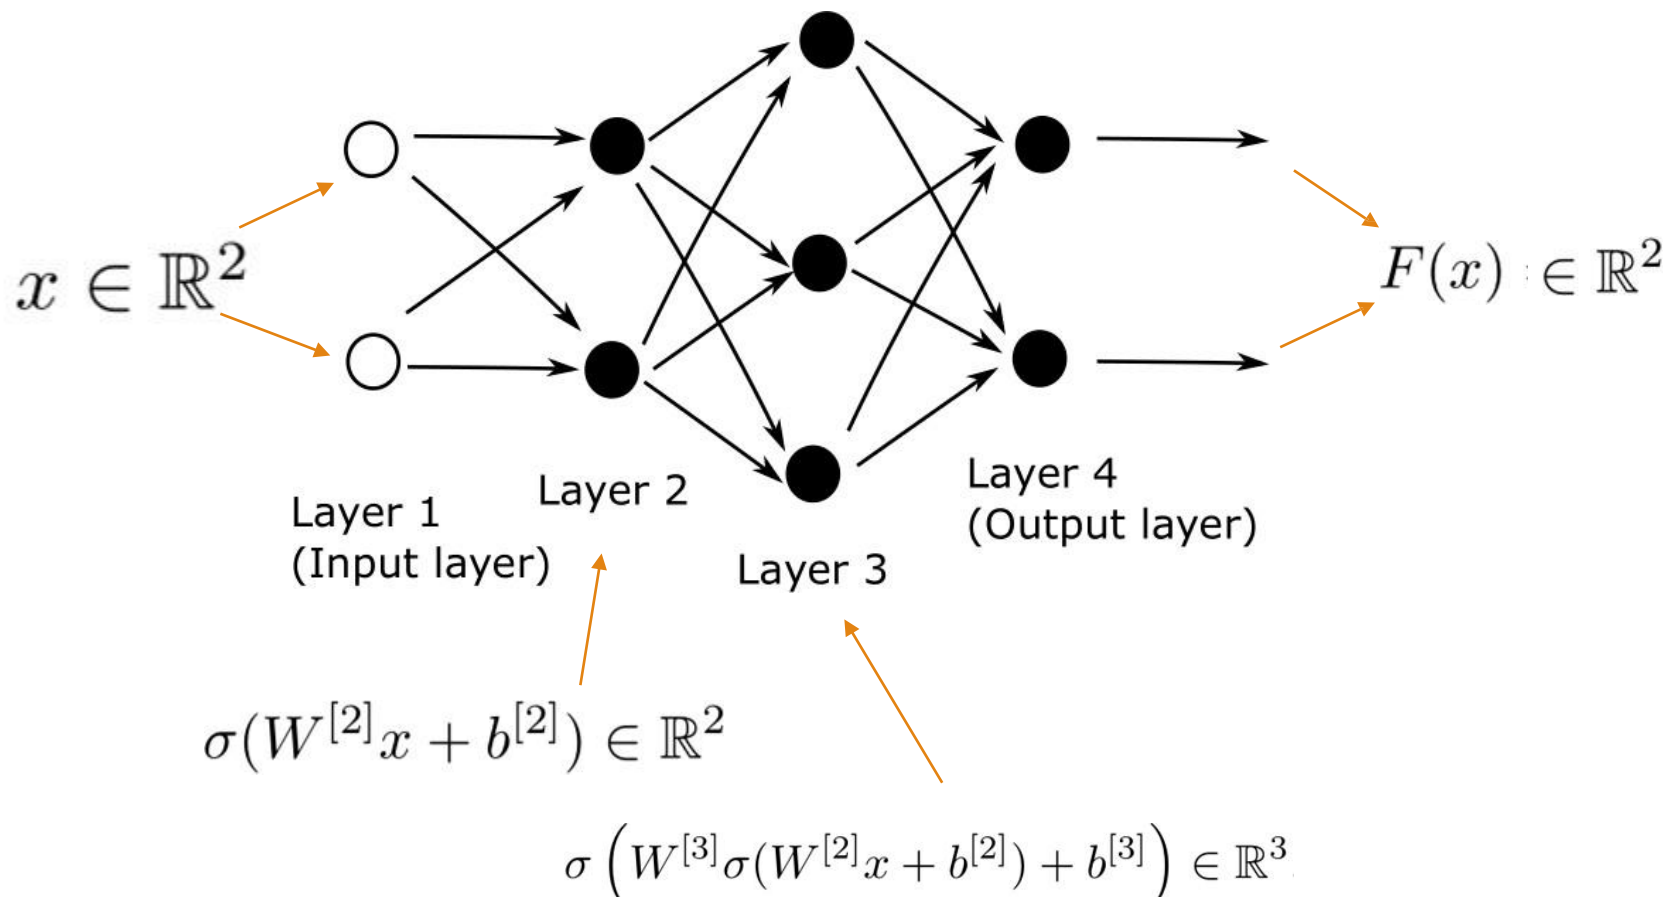 x ∈ ℝ²
F(x) : ∈ ℝ²
Layer 1
(Input layer)
Layer 2
Layer 3
Layer 4
(Output layer)
σ(W^{[2]}x + b^{[2]}) ∈ ℝ²
σ(W^{[3]}σ(W^{[2]}x + b^{[2]}) + b^{[3]}) ∈ ℝ³